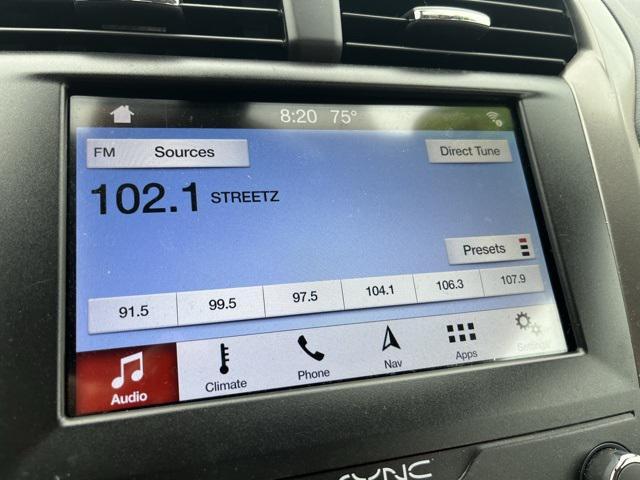 8:20 75°
FM Sources
Direct Tune
102.1 STREETZ
Presets
91.5 99.5 97.5 104.1 106.3 107.9
Audio Climate Phone Nav Apps Settings
SYNC